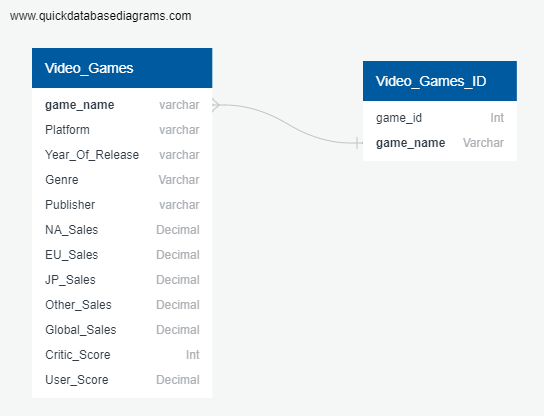 www.quickdatabasediagrams.com
Video_Games
game_name varchar
Platform varchar
Year_Of_Release varchar
Genre Varchar
Publisher varchar
NA_Sales Decimal
EU_Sales Decimal
JP_Sales Decimal
Other_Sales Decimal
Global_Sales Decimal
Critic_Score Int
User_Score Decimal
Video_Games_ID
game_id Int
game_name Varchar